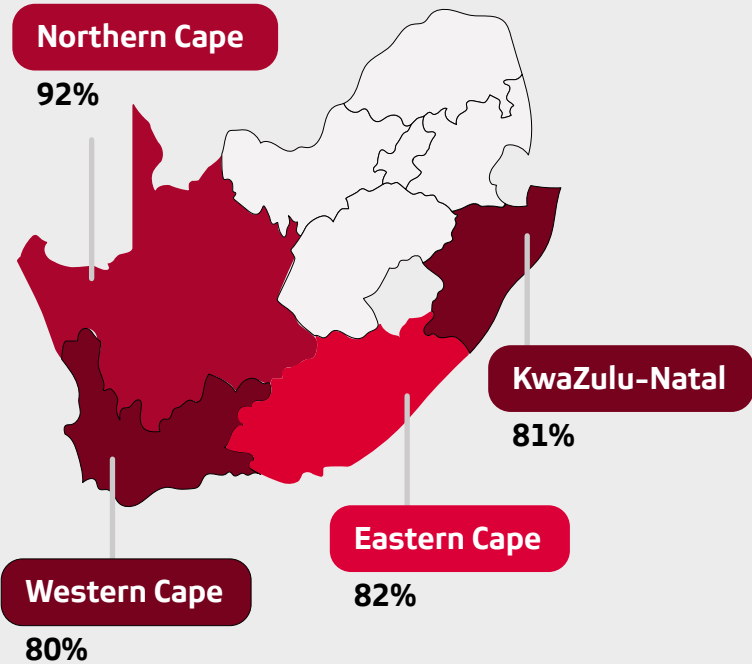 Northern Cape
92%
KwaZulu-Natal
81%
Eastern Cape
82%
Western Cape
80%